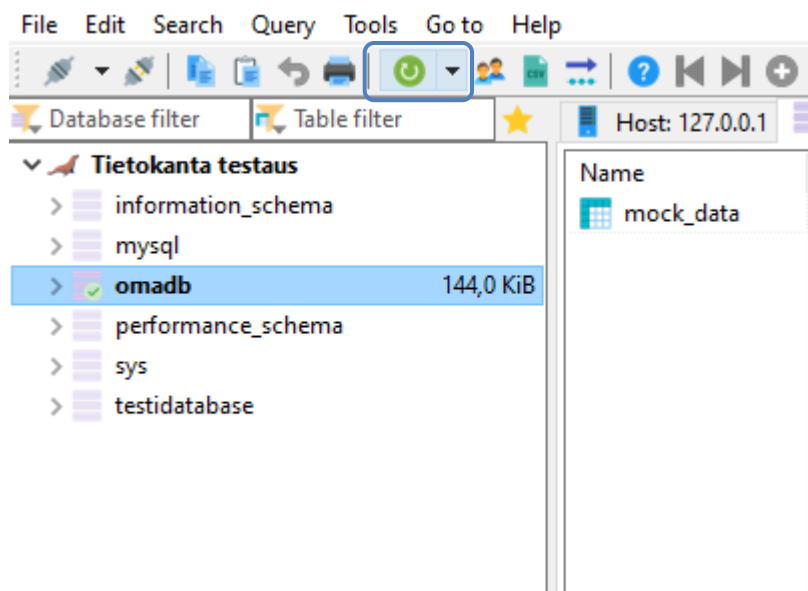 File Edit Search Query Tools Go to Help
CSV
Database filter Table filter Host: 127.0.0.1
Tietokanta testaus
information_schema
mysql
omadb 144,0 KiB
performance_schema
sys
testidatabase
Name
mock_data